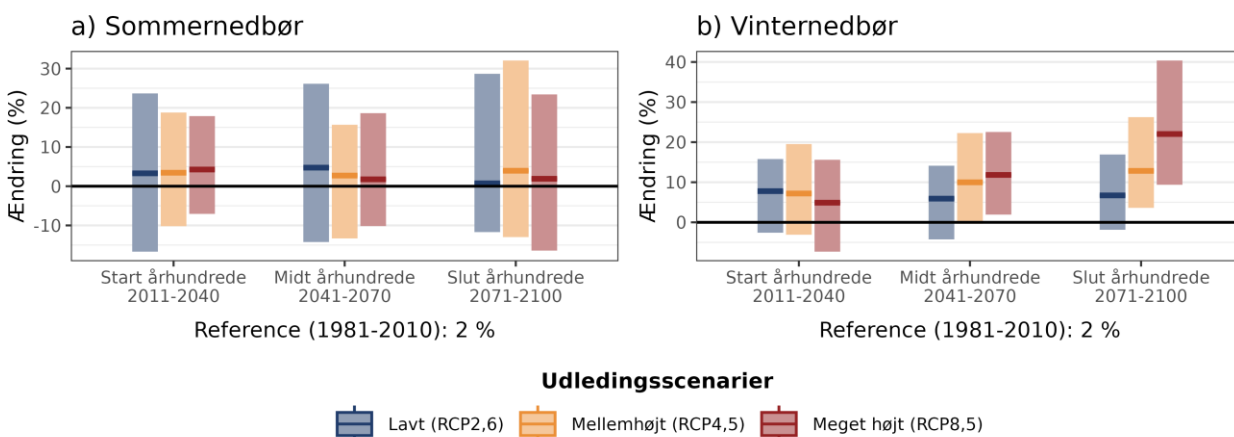 a) Sommernedbør
Ændring (%)
30
20
10
0
-10
Start århundrede
2011-2040
Midt århundrede
2041-2070
Slut århundrede
2071-2100
Reference (1981-2010): 2 %
b) Vinternedbør
Ændring (%)
40
30
20
10
0
Start århundrede
2011-2040
Midt århundrede
2041-2070
Slut århundrede
2071-2100
Reference (1981-2010): 2 %
Udledingsscenarier
Lavt (RCP2,6)
Mellemhøjt (RCP4,5)
Meget højt (RCP8,5)